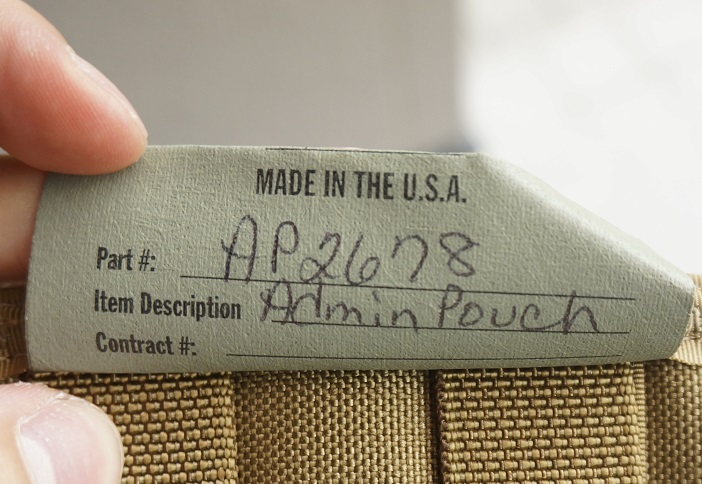 MADE IN THE U.S.A.
Part #: AP2678
Item Description Admin Pouch
Contract #: